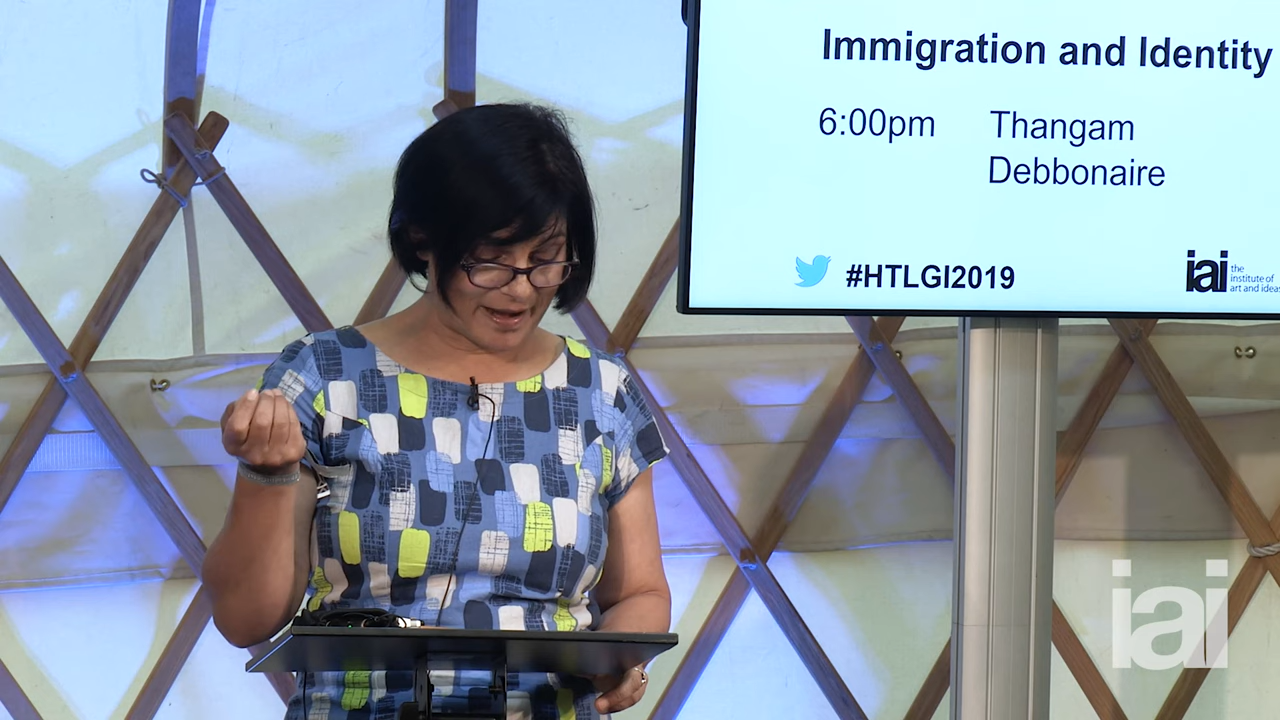 Immigration and Identity
6:00pm Thangam
Debbonaire
#HTLGI2019
iai the
institute of
art and ideas
iai